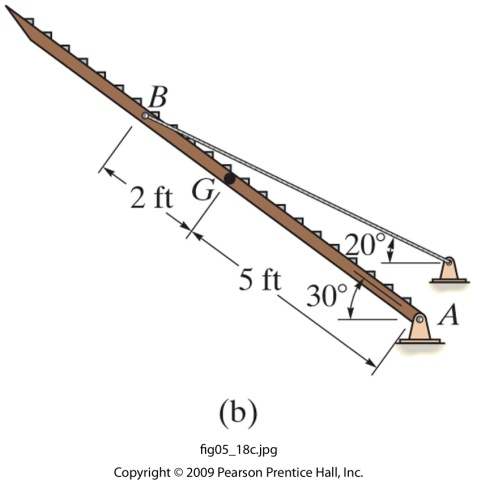 B
G
2 ft
20°
5 ft
30°
A
(b)
fig05_18c.jpg
Copyright © 2009 Pearson Prentice Hall, Inc.